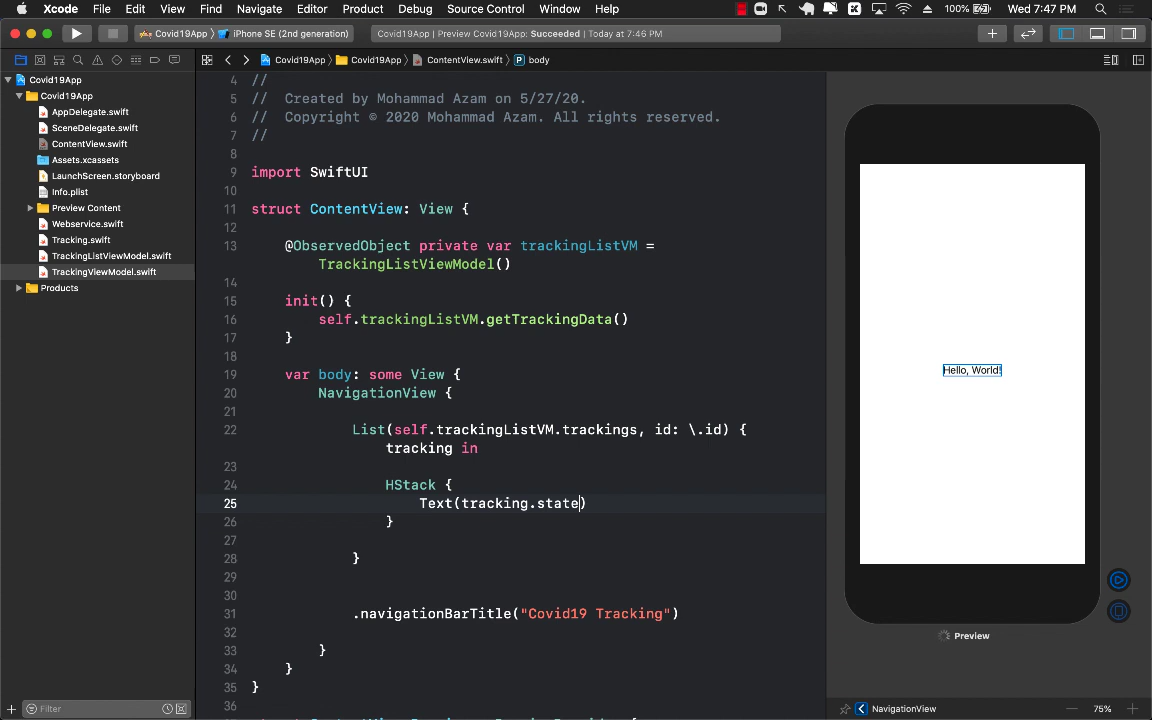 Xcode File Edit View Find Navigate Editor Product Debug Source Control Window Help 100% Wed 7:47 PM
Covid19App 〉 iPhone SE (2nd generation) Covid19App | Preview Covid19App: Succeeded | Today at 7:46 PM
Covid19App 〉 Covid19App 〉 ContentView.swift 〉 P body
Covid19App
Covid19App
AppDelegate.swift
SceneDelegate.swift
ContentView.swift
Assets.xcassets
LaunchScreen.storyboard
Info.plist
Preview Content
Webservice.swift
Tracking.swift
TrackingListViewModel.swift
TrackingViewModel.swift
Products
Filter
4 //
5 // Created by Mohammad Azam on 5/27/20.
6 // Copyright © 2020 Mohammad Azam. All rights reserved.
7 //
8
9 import SwiftUI
10
11 struct ContentView: View {
12
13 @ObservedObject private var trackingListVM =
TrackingListViewModel()
14
15 init() {
16 self.trackingListVM.getTrackingData()
17 }
18
19 var body: some View {
20 NavigationView {
21
22 List(self.trackingListVM.trackings, id: \.id) {
tracking in
23
24 HStack {
25 Text(tracking.state)
26 }
27
28 }
29
30
31 .navigationBarTitle("Covid19 Tracking")
32
33 }
34 }
35 }
36
Hello, World!
Preview
NavigationView 75%